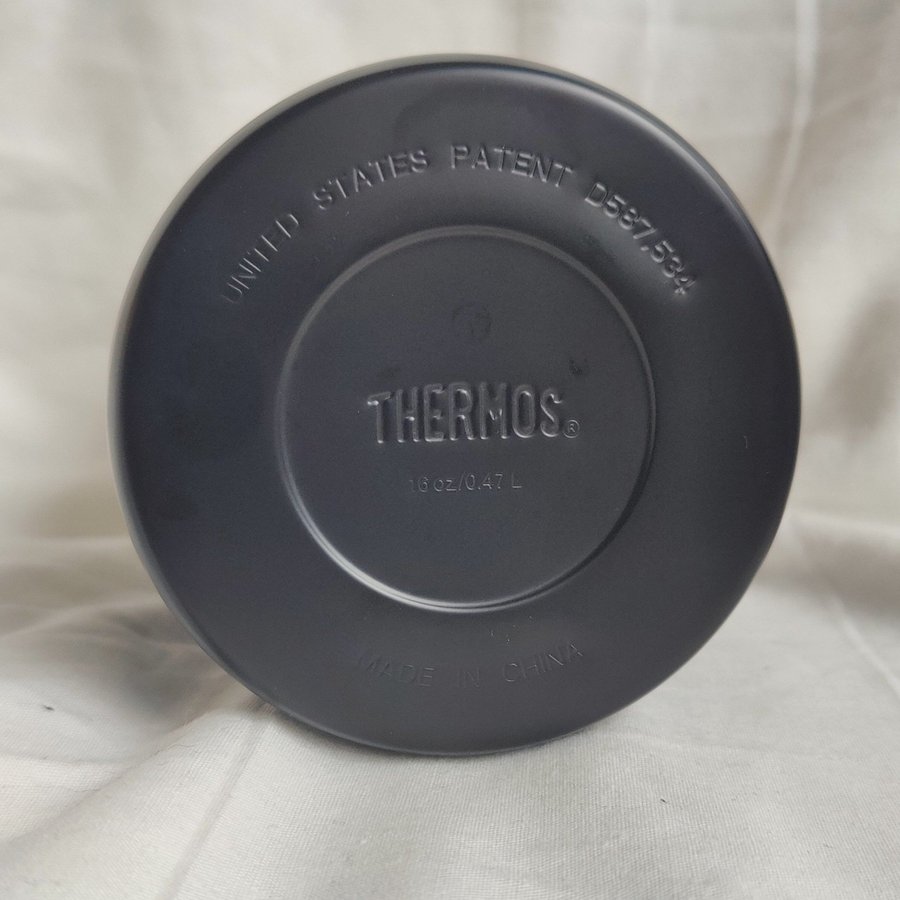 UNITED STATES PATENT D587,534
THERMOS®
16 oz/0.47 L
MADE IN CHINA